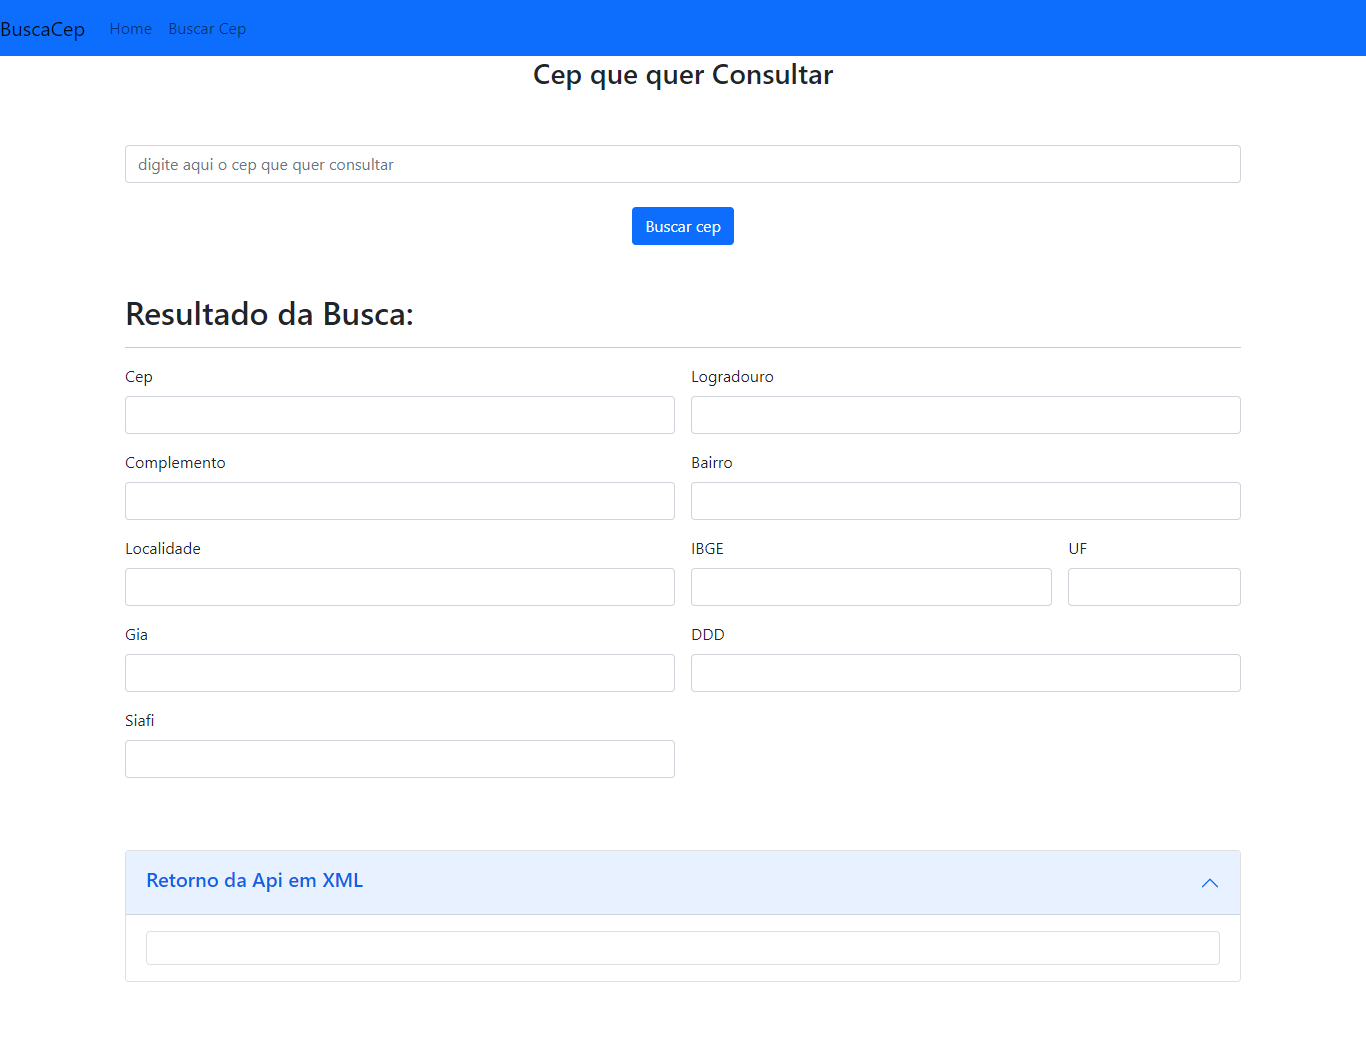 BuscaCep Home Buscar Cep
Cep que quer Consultar
digite aqui o cep que quer consultar
Buscar cep
Resultado da Busca:
Cep Logradouro
Complemento Bairro
Localidade IBGE UF
Gia DDD
Siafi
Retorno da Api em XML